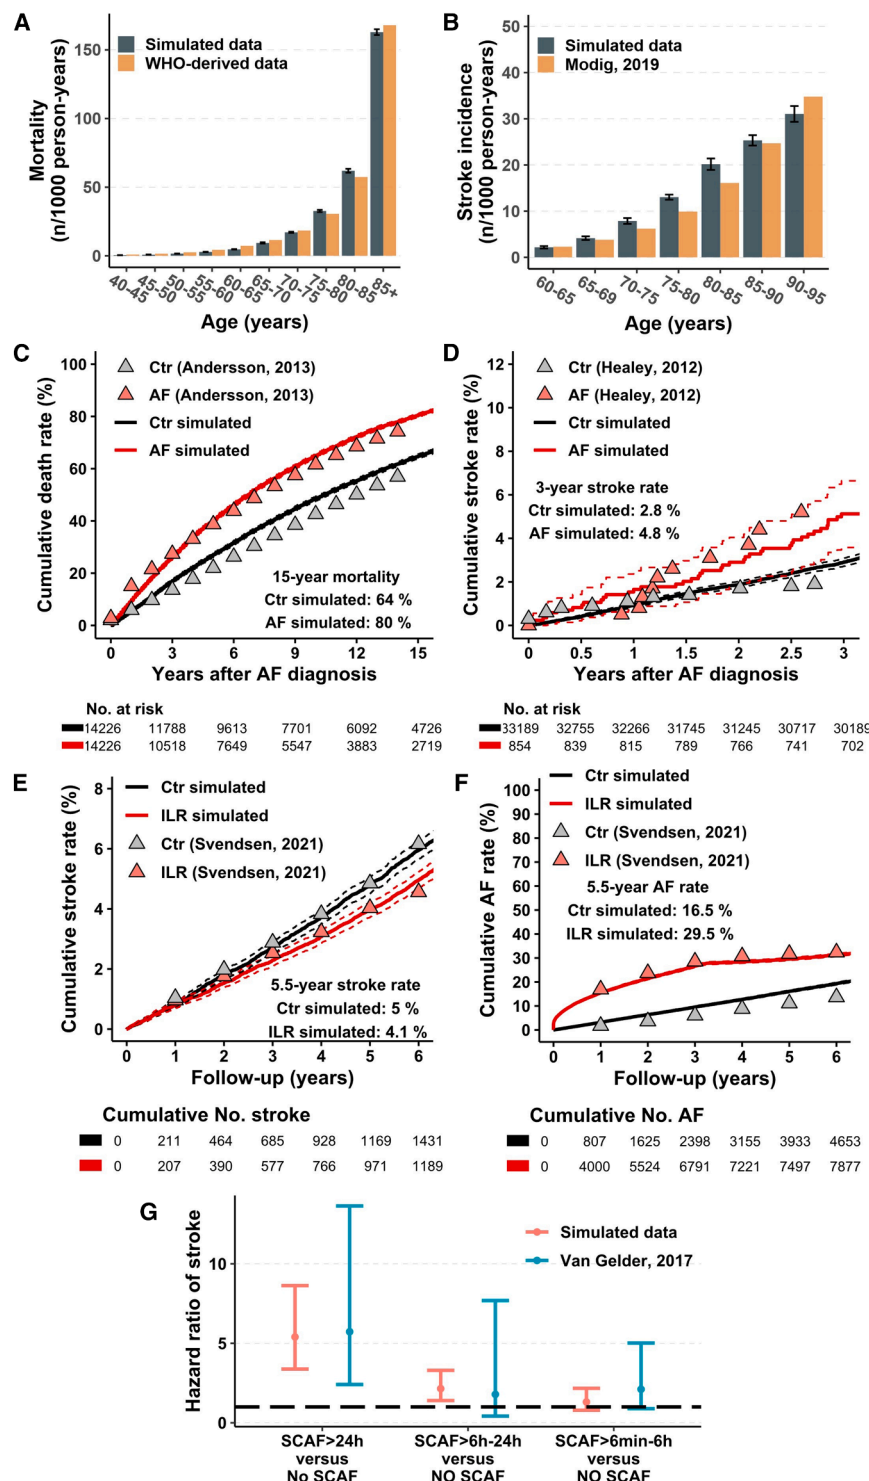 A
Mortality
(n/1000 person-years)
150
100
50
0
Simulated data
WHO-derived data
40-45
45-50
50-55
55-60
60-65
65-70
70-75
75-80
80-85
85+
Age (years)
B
Stroke incidence
(n/1000 person-years)
50
40
30
20
10
0
Simulated data
Modig, 2019
60-65
65-69
70-75
75-80
80-85
85-90
90-95
Age (years)
C
Cumulative death rate (%)
100
80
60
40
20
0
Ctr (Andersson, 2013)
AF (Andersson, 2013)
Ctr simulated
AF simulated
15-year mortality
Ctr simulated: 64 %
AF simulated: 80 %
0 3 6 9 12 15
Years after AF diagnosis
No. at risk
14226 11788 9613 7701 6092 4726
14226 10518 7649 5547 3883 2719
D
Cumulative stroke rate (%)
12
10
8
6
4
2
0
Ctr (Healey, 2012)
AF (Healey, 2012)
Ctr simulated
AF simulated
3-year stroke rate
Ctr simulated: 2.8 %
AF simulated: 4.8 %
0 0.5 1 1.5 2 2.5 3
Years after AF diagnosis
No. at risk
33189 32755 32266 31745 31245 30717 30189
854 839 815 789 766 741 702
E
Cumulative stroke rate (%)
8
6
4
2
0
Ctr simulated
ILR simulated
Ctr (Svendsen, 2021)
ILR (Svendsen, 2021)
5.5-year stroke rate
Ctr simulated: 5 %
ILR simulated: 4.1 %
0 1 2 3 4 5 6
Follow-up (years)
Cumulative No. stroke
0 211 464 685 928 1169 1431
0 207 390 577 766 971 1189
F
Cumulative AF rate (%)
100
90
80
70
60
50
40
30
20
10
0
Ctr simulated
ILR simulated
Ctr (Svendsen, 2021)
ILR (Svendsen, 2021)
5.5-year AF rate
Ctr simulated: 16.5 %
ILR simulated: 29.5 %
0 1 2 3 4 5 6
Follow-up (years)
Cumulative No. AF
0 807 1625 2398 3155 3933 4653
0 4000 5524 6791 7221 7497 7877
G
Hazard ratio of stroke
10
5
0
Simulated data
Van Gelder, 2017
SCAF>24h
versus
No SCAF
SCAF>6h-24h
versus
NO SCAF
SCAF>6min-6h
versus
NO SCAF